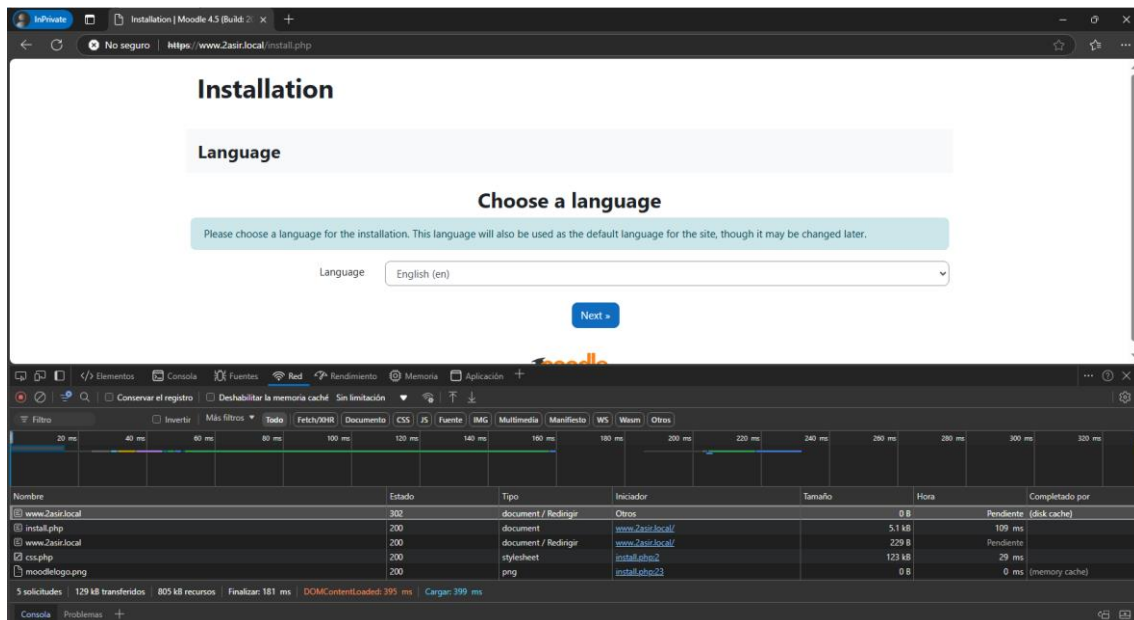 InPrivate Installation | Moodle 4.5 (Build: 20
No seguro https://www.2asir.local/install.php
Installation
Language
Choose a language
Please choose a language for the installation. This language will also be used as the default language for the site, though it may be changed later.
Language English (en)
Next »
moodle
Elementos Consola Fuentes Red Rendimiento Memoria Aplicación
Conservar el registro Deshabilitar la memoria caché Sin limitación
Filtro Invertir Más filtros Todo Fetch/XHR Documento CSS JS Fuente IMG Multimedia Manifiesto WS Wasm Otros
20 ms 40 ms 60 ms 80 ms 100 ms 120 ms 140 ms 160 ms 180 ms 200 ms 220 ms 240 ms 260 ms 280 ms 300 ms 320 ms
Nombre Estado Tipo Iniciador Tamaño Hora Completado por
www.2asir.local 302 document / Redirigir Otros 0 B Pendiente (disk cache)
install.php 200 document www.2asir.local/ 5.1 kB 109 ms
www.2asir.local 200 document / Redirigir www.2asir.local/ 229 B Pendiente
css.php 200 stylesheet install.php:2 123 kB 29 ms
moodlelogo.png 200 png install.php:23 0 B 0 ms (memory cache)
5 solicitudes 129 kB transferidos 805 kB recursos Finalizar: 181 ms DOMContentLoaded: 395 ms Cargar: 399 ms
Consola Problemas